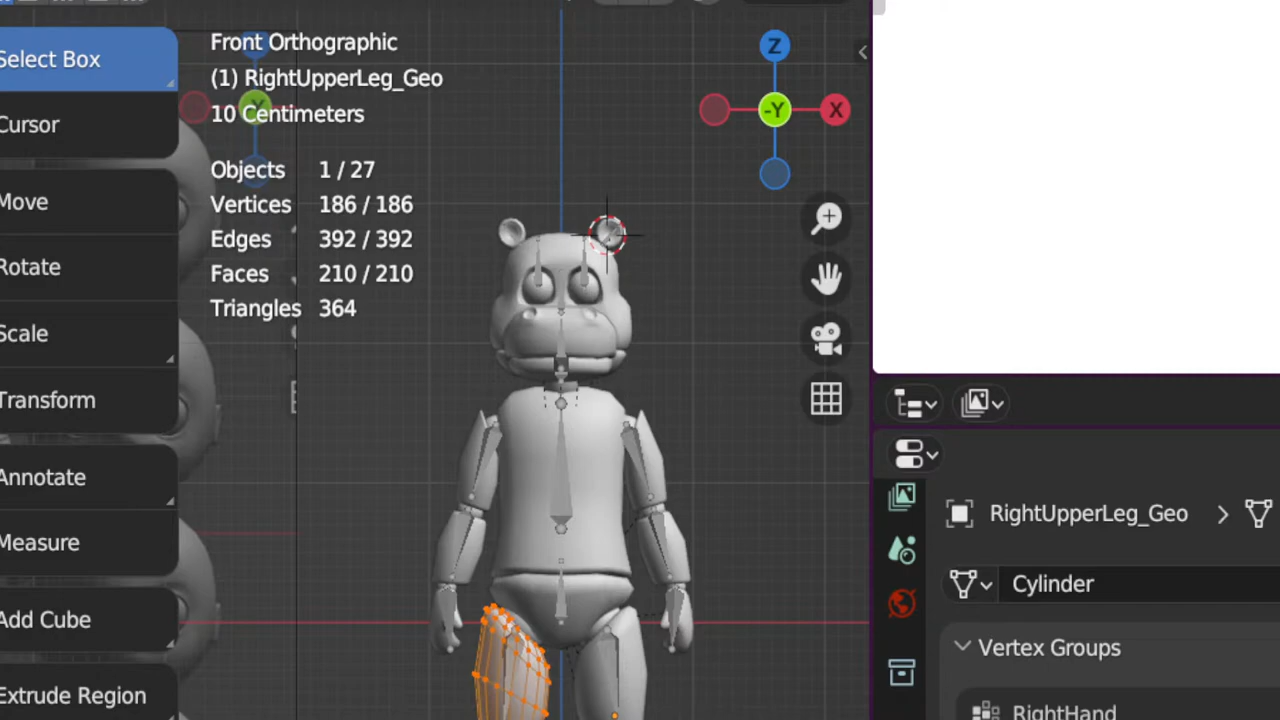 Select Box
Cursor
Move
Rotate
Scale
Transform
Annotate
Measure
Add Cube
Extrude Region
Front Orthographic
(1) RightUpperLeg_Geo
10 Centimeters
Objects 1 / 27
Vertices 186 / 186
Edges 392 / 392
Faces 210 / 210
Triangles 364
Z
-Y
X
RightUpperLeg_Geo
Cylinder
Vertex Groups
RightHand